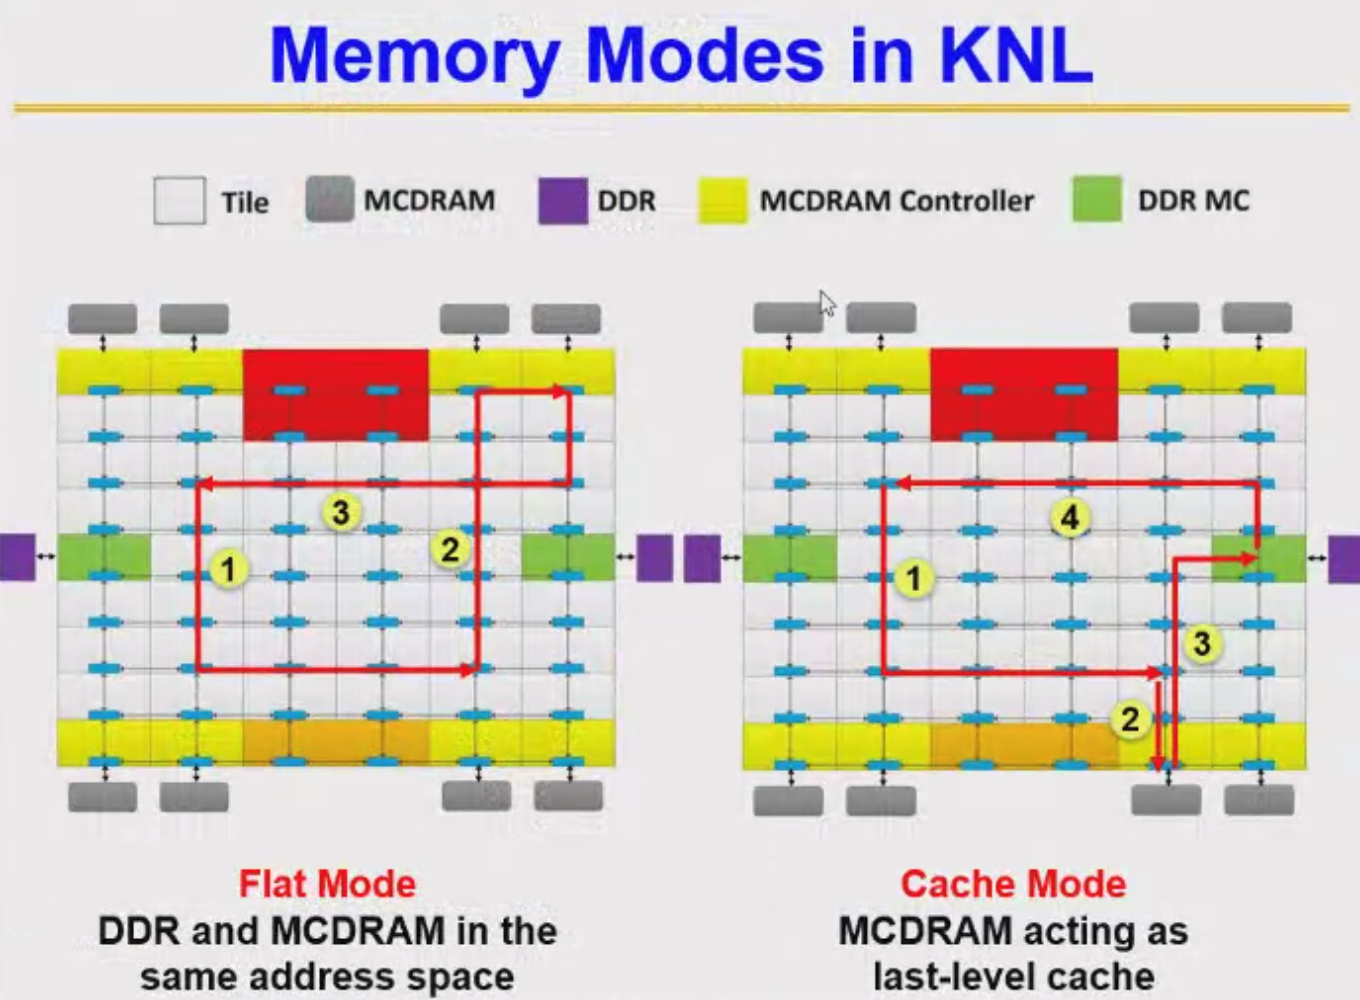 Memory Modes in KNL
Tile MCDRAM DDR MCDRAM Controller DDR MC
3
2
1
4
1
3
2
Flat Mode
DDR and MCDRAM in the
same address space
Cache Mode
MCDRAM acting as
last-level cache